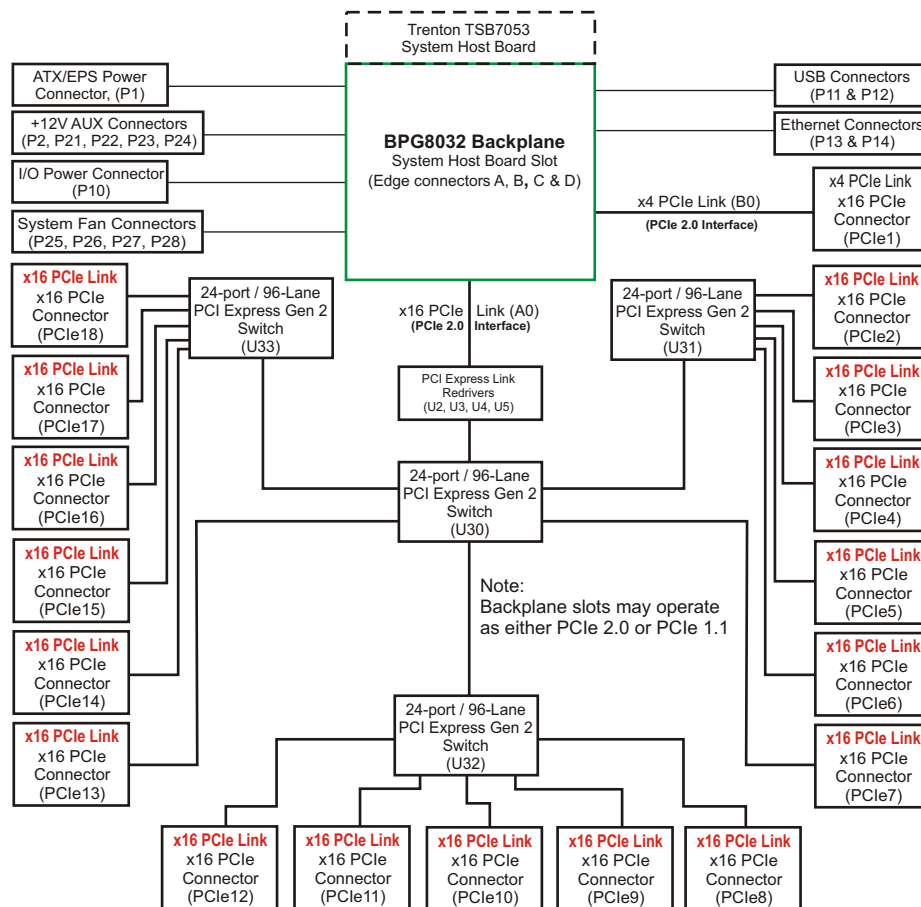 Trenton TSB7053
System Host Board
ATX/EPS Power
Connector, (P1)
+12V AUX Connectors
(P2, P21, P22, P23, P24)
I/O Power Connector
(P10)
System Fan Connectors
(P25, P26, P27, P28)
BPG8032 Backplane
System Host Board Slot
(Edge connectors A, B, C & D)
USB Connectors
(P11 & P12)
Ethernet Connectors
(P13 & P14)
x4 PCIe Link (B0)
(PCIe 2.0 Interface)
x4 PCIe Link
x16 PCIe
Connector
(PCIe1)
x16 PCIe Link
x16 PCIe
Connector
(PCIe18)
24-port / 96-Lane
PCI Express Gen 2
Switch
(U33)
x16 PCIe Link (A0)
(PCIe 2.0 Interface)
24-port / 96-Lane
PCI Express Gen 2
Switch
(U31)
x16 PCIe Link
x16 PCIe
Connector
(PCIe2)
x16 PCIe Link
x16 PCIe
Connector
(PCIe17)
PCI Express Link
Redrivers
(U2, U3, U4, U5)
x16 PCIe Link
x16 PCIe
Connector
(PCIe3)
x16 PCIe Link
x16 PCIe
Connector
(PCIe16)
24-port / 96-Lane
PCI Express Gen 2
Switch
(U30)
x16 PCIe Link
x16 PCIe
Connector
(PCIe4)
x16 PCIe Link
x16 PCIe
Connector
(PCIe15)
Note:
Backplane slots may operate
as either PCIe 2.0 or PCIe 1.1
x16 PCIe Link
x16 PCIe
Connector
(PCIe5)
x16 PCIe Link
x16 PCIe
Connector
(PCIe14)
x16 PCIe Link
x16 PCIe
Connector
(PCIe6)
x16 PCIe Link
x16 PCIe
Connector
(PCIe13)
24-port / 96-Lane
PCI Express Gen 2
Switch
(U32)
x16 PCIe Link
x16 PCIe
Connector
(PCIe7)
x16 PCIe Link
x16 PCIe
Connector
(PCIe12)
x16 PCIe Link
x16 PCIe
Connector
(PCIe11)
x16 PCIe Link
x16 PCIe
Connector
(PCIe10)
x16 PCIe Link
x16 PCIe
Connector
(PCIe9)
x16 PCIe Link
x16 PCIe
Connector
(PCIe8)